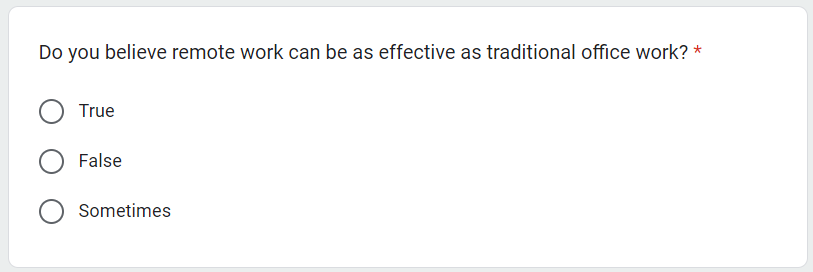 Do you believe remote work can be as effective as traditional office work? *
True
False
Sometimes